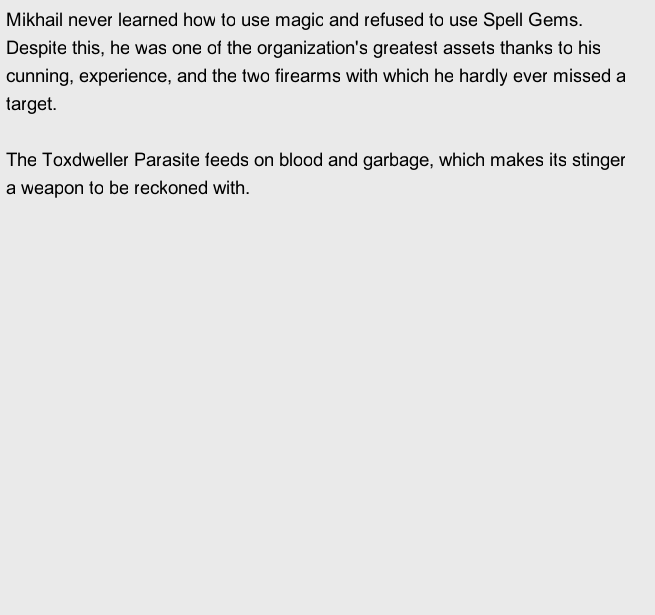 Mikhail never learned how to use magic and refused to use Spell Gems.
Despite this, he was one of the organization's greatest assets thanks to his
cunning, experience, and the two firearms with which he hardly ever missed a
target.
The Toxdweller Parasite feeds on blood and garbage, which makes its stinger
a weapon to be reckoned with.